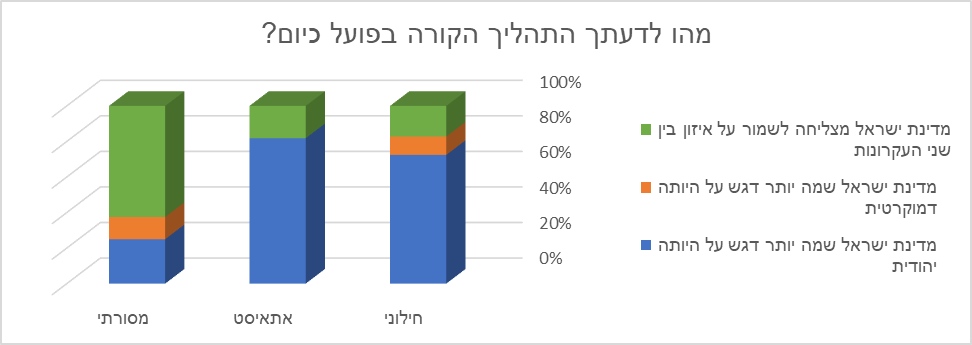 מהו לדעתך התהליך הקורה בפועל כיום?
100%
80%
60%
40%
20%
0%
חילוני
אתאיסט
מסורתי
מדינת ישראל מצליחה לשמור על איזון בין
שני העקרונות
מדינת ישראל שמה יותר דגש על היותה
דמוקרטית
מדינת ישראל שמה יותר דגש על היותה
יהודית